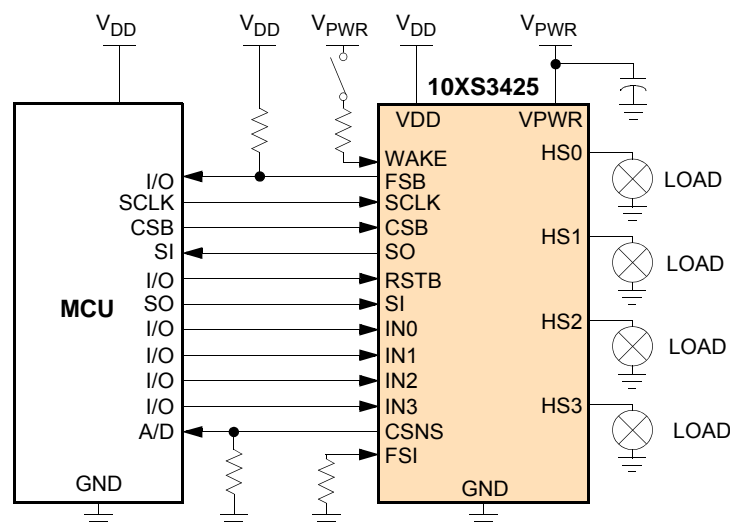 VDD VDD VPWR VDD VPWR
10XS3425
VDD VPWR
WAKE HS0
I/O FSB LOAD
SCLK SCLK
CSB CSB HS1
SI SO LOAD
I/O RSTB
MCU SO SI
I/O IN0 HS2
I/O IN1 LOAD
I/O IN2
I/O IN3 HS3
A/D CSNS LOAD
FSI
GND GND